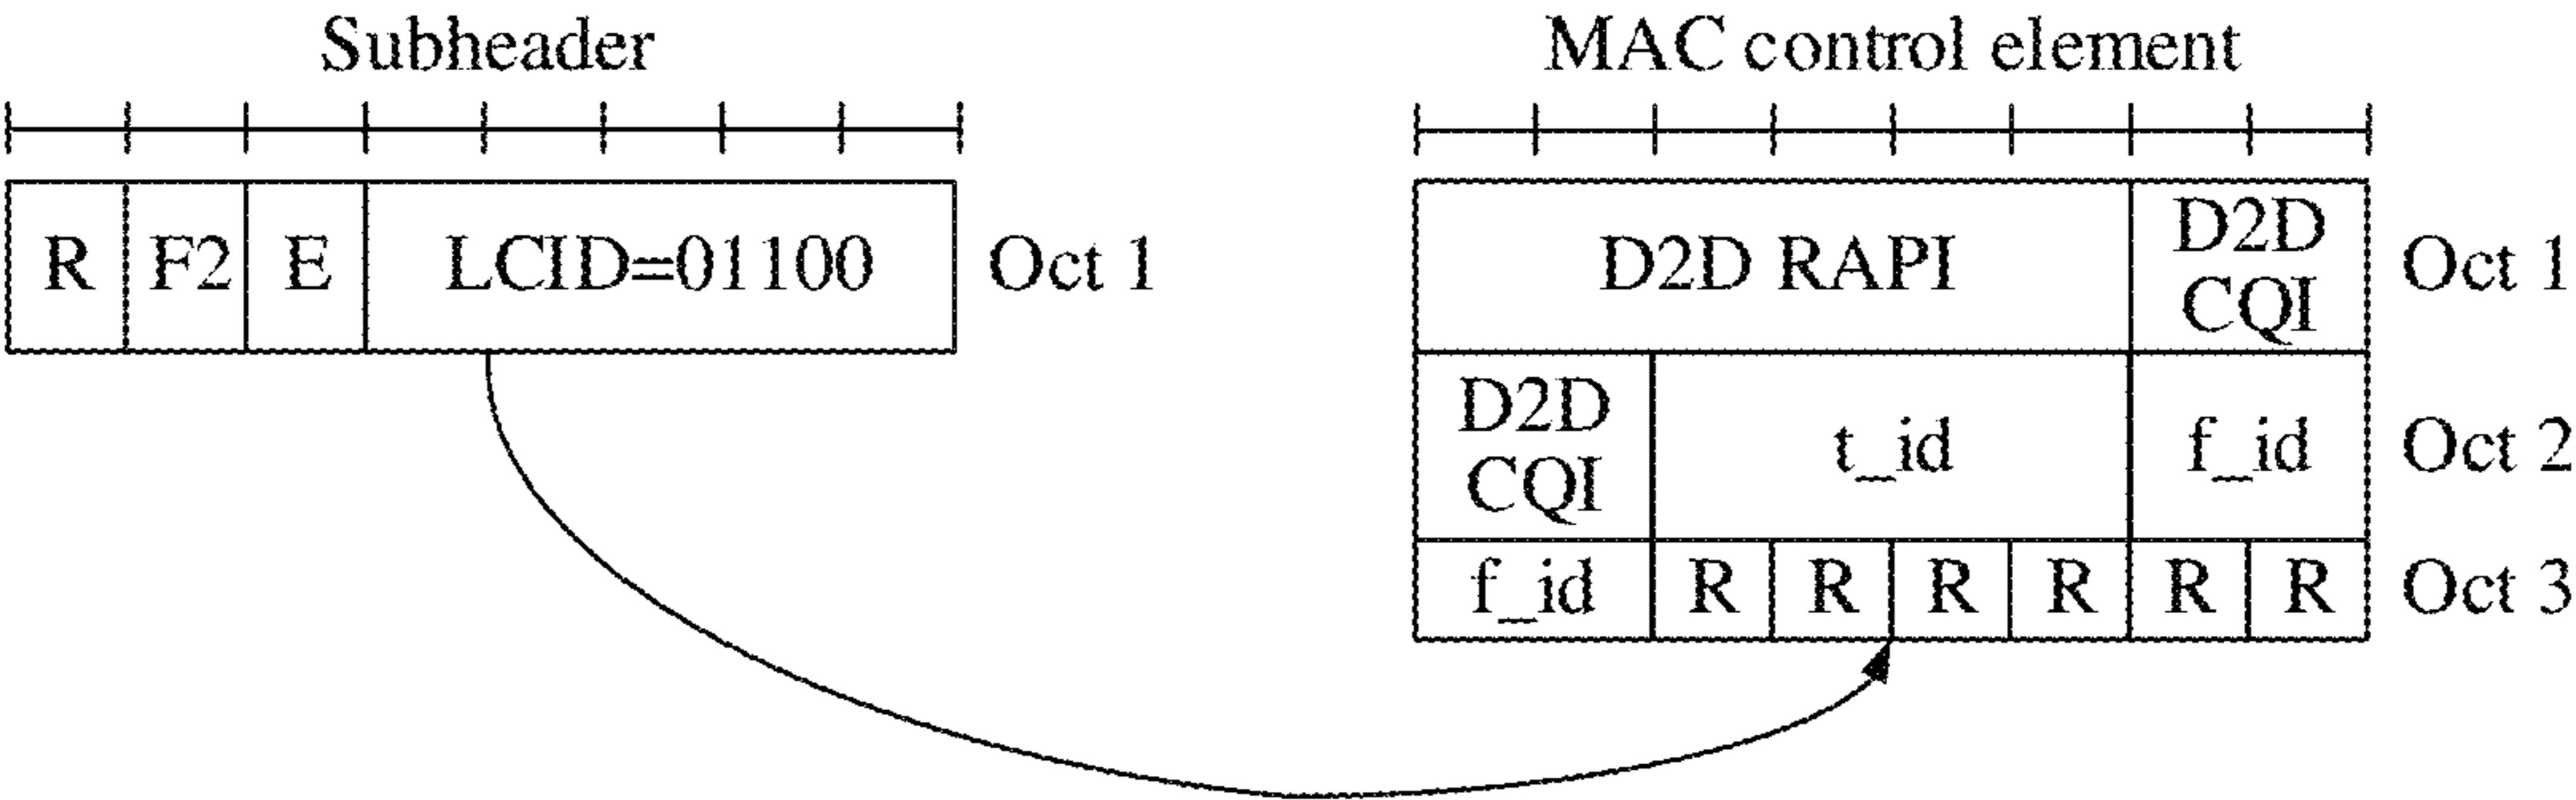 Subheader
R F2 E LCID=01100 Oct 1
MAC control element
D2D RAPI D2D CQI Oct 1
D2D CQI t_id f_id Oct 2
f_id R R R R R R Oct 3